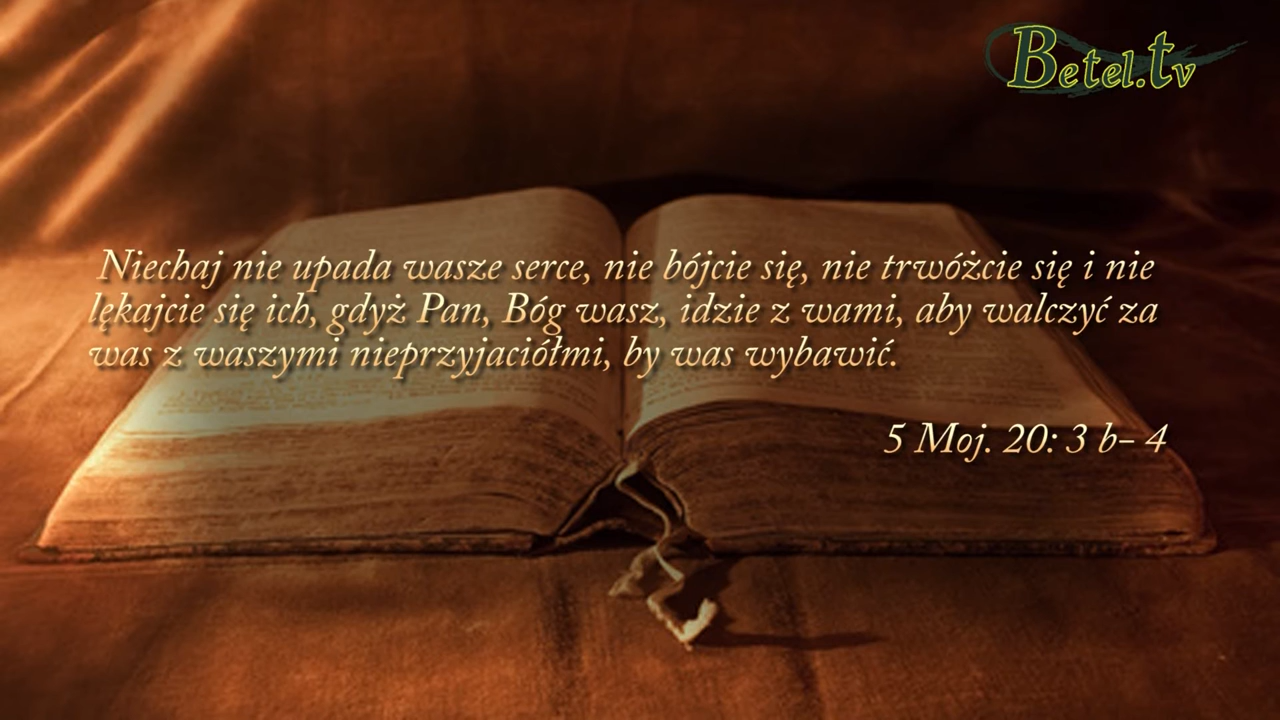 Betel.tv
Niechaj nie upada wasze serce, nie bójcie się, nie trwóżcie się i nie
lękajcie się ich, gdyż Pan, Bóg wasz, idzie z wami, aby walczyć za
was z waszymi nieprzyjaciółmi, by was wybawić.
5 Moj. 20: 3 b- 4